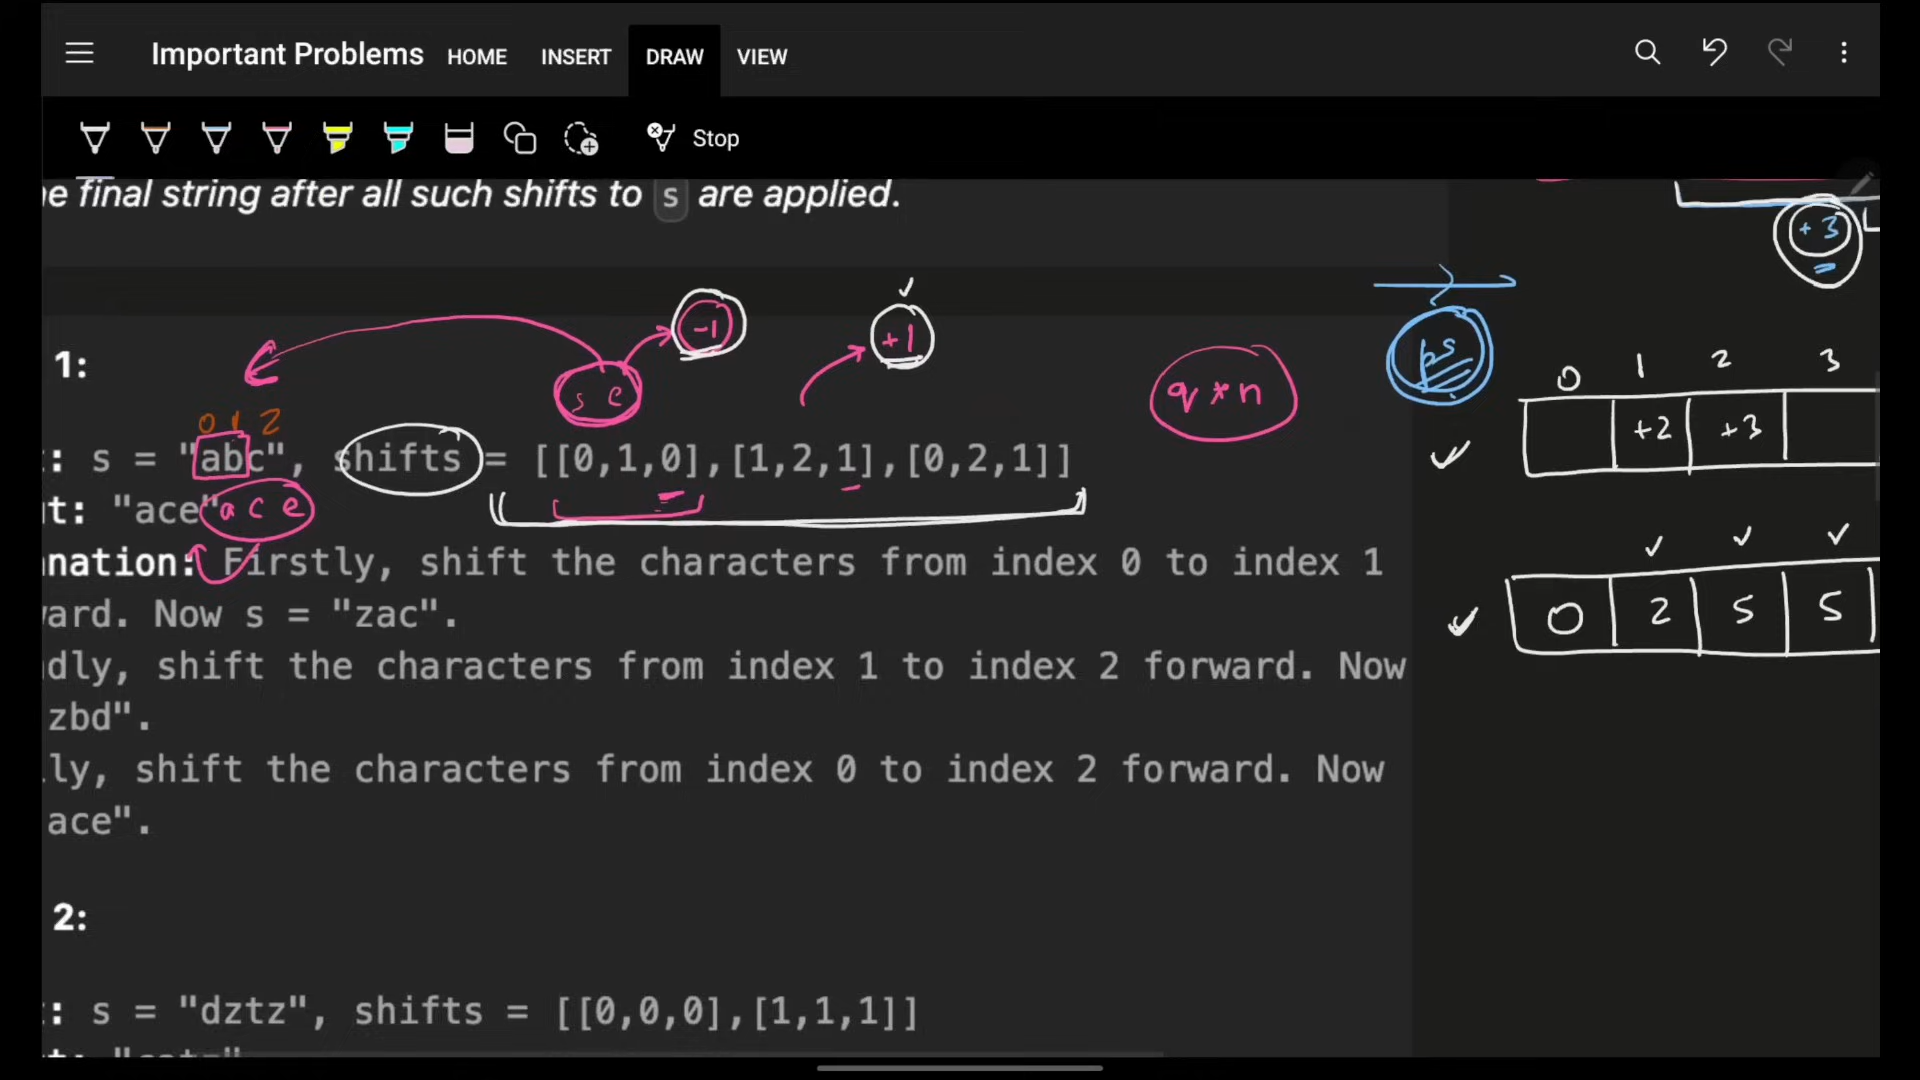 Important Problems HOME INSERT DRAW VIEW
Stop
e final string after all such shifts to s are applied.
+3
-1
+1
ps
1:
s e
q * n
0 1 2 3
+2 +3
0 1 2
: s = "abc", shifts = [[0,1,0],[1,2,1],[0,2,1]]
t: "ace" a c e
nation: Firstly, shift the characters from index 0 to index 1
ard. Now s = "zac".
0 2 5 5
dly, shift the characters from index 1 to index 2 forward. Now
zbd".
ly, shift the characters from index 0 to index 2 forward. Now
ace".
2:
: s = "dztz", shifts = [[0,0,0],[1,1,1]]